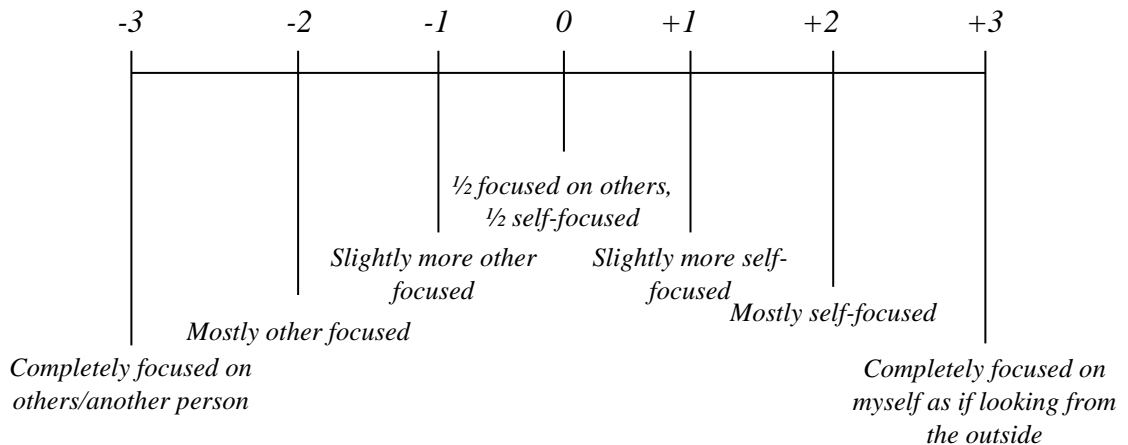 -3 -2 -1 0 +1 +2 +3
½ focused on others,
½ self-focused
Slightly more other
focused
Slightly more self-
focused
Mostly self-focused
Mostly other focused
Completely focused on
others/another person
Completely focused on
myself as if looking from
the outside